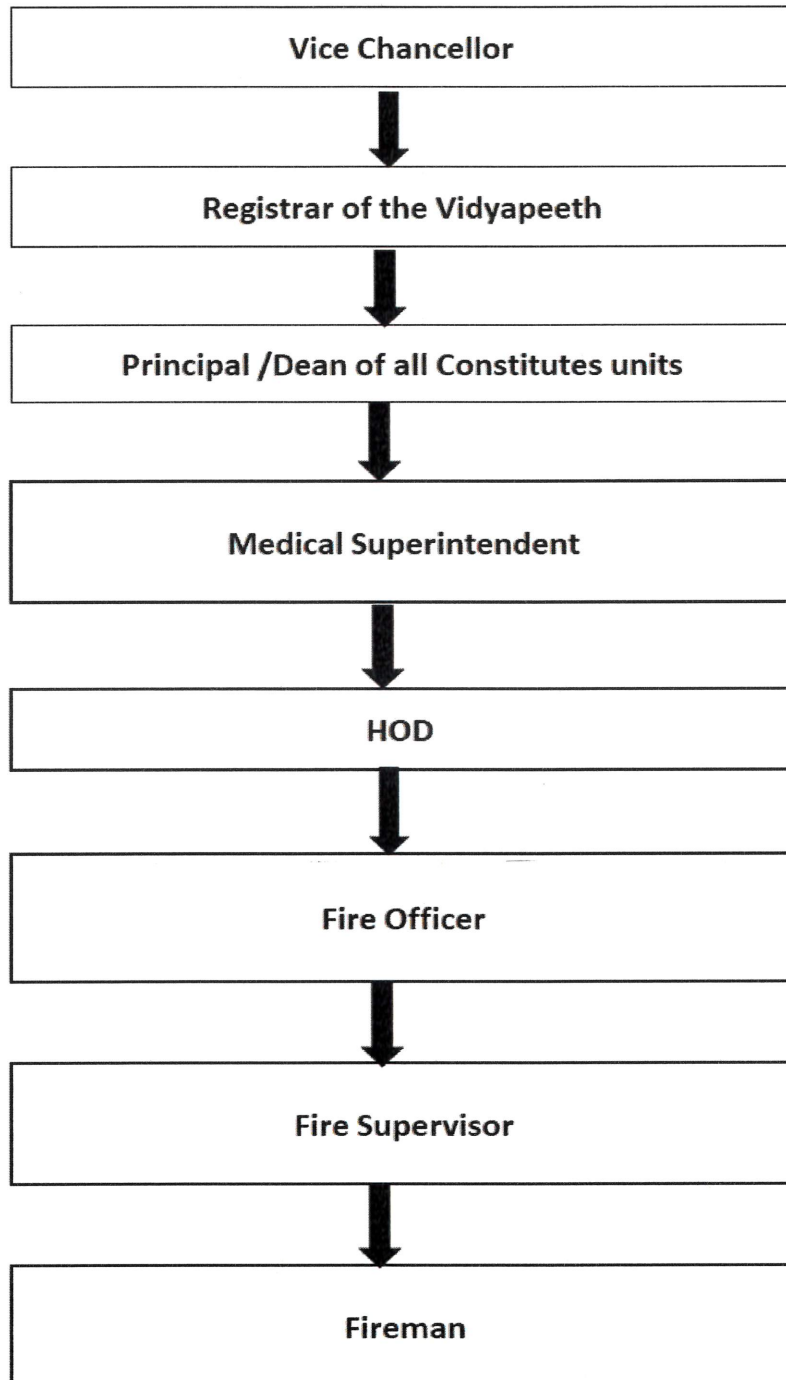 Vice Chancellor
Registrar of the Vidyapeeth
Principal /Dean of all Constitutes units
Medical Superintendent
HOD
Fire Officer
Fire Supervisor
Fireman